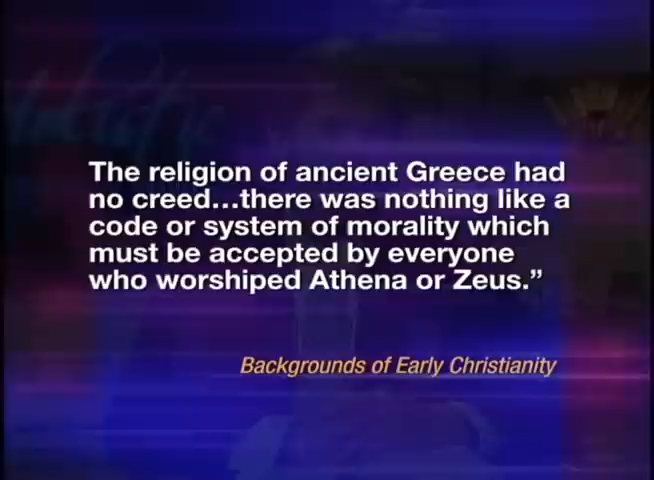 The religion of ancient Greece had
no creed...there was nothing like a
code or system of morality which
must be accepted by everyone
who worshiped Athena or Zeus.”
Backgrounds of Early Christianity